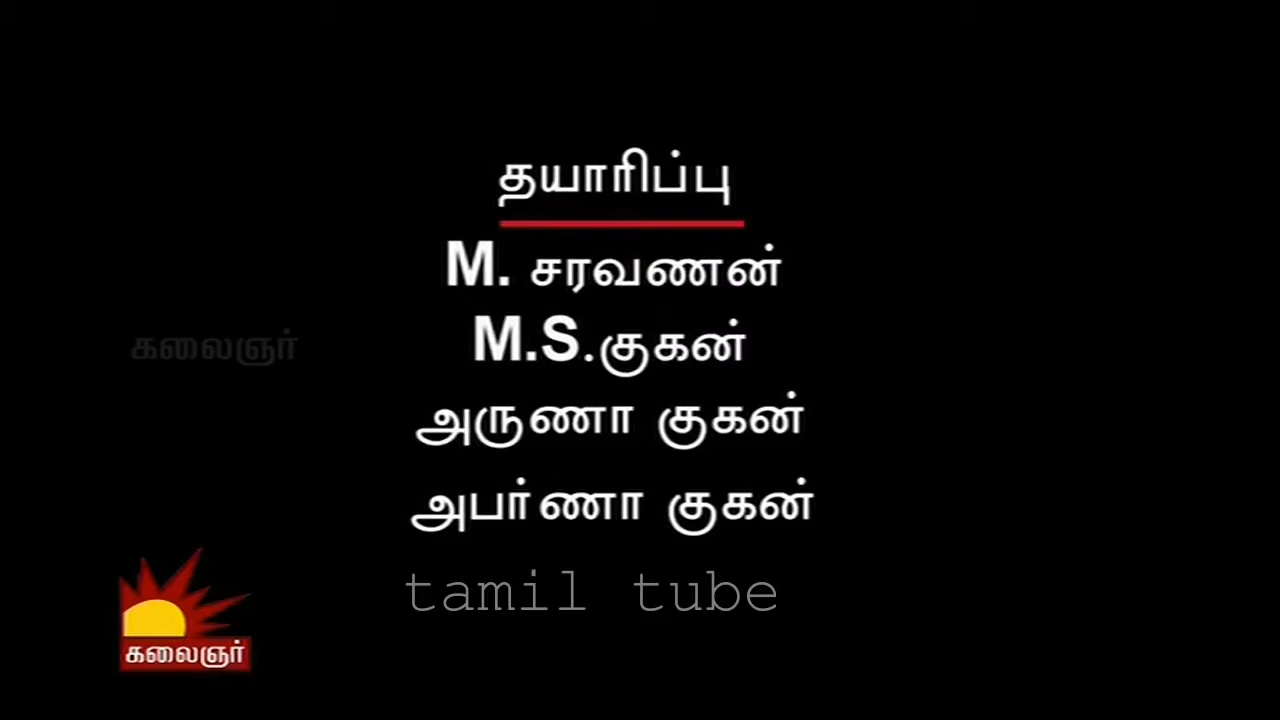 தயாரிப்பு
M. சரவணன்
M.S.குகன்
அருணா குகன்
அபர்ணா குகன்
கலைஞர்
tamil tube
கலைஞர்